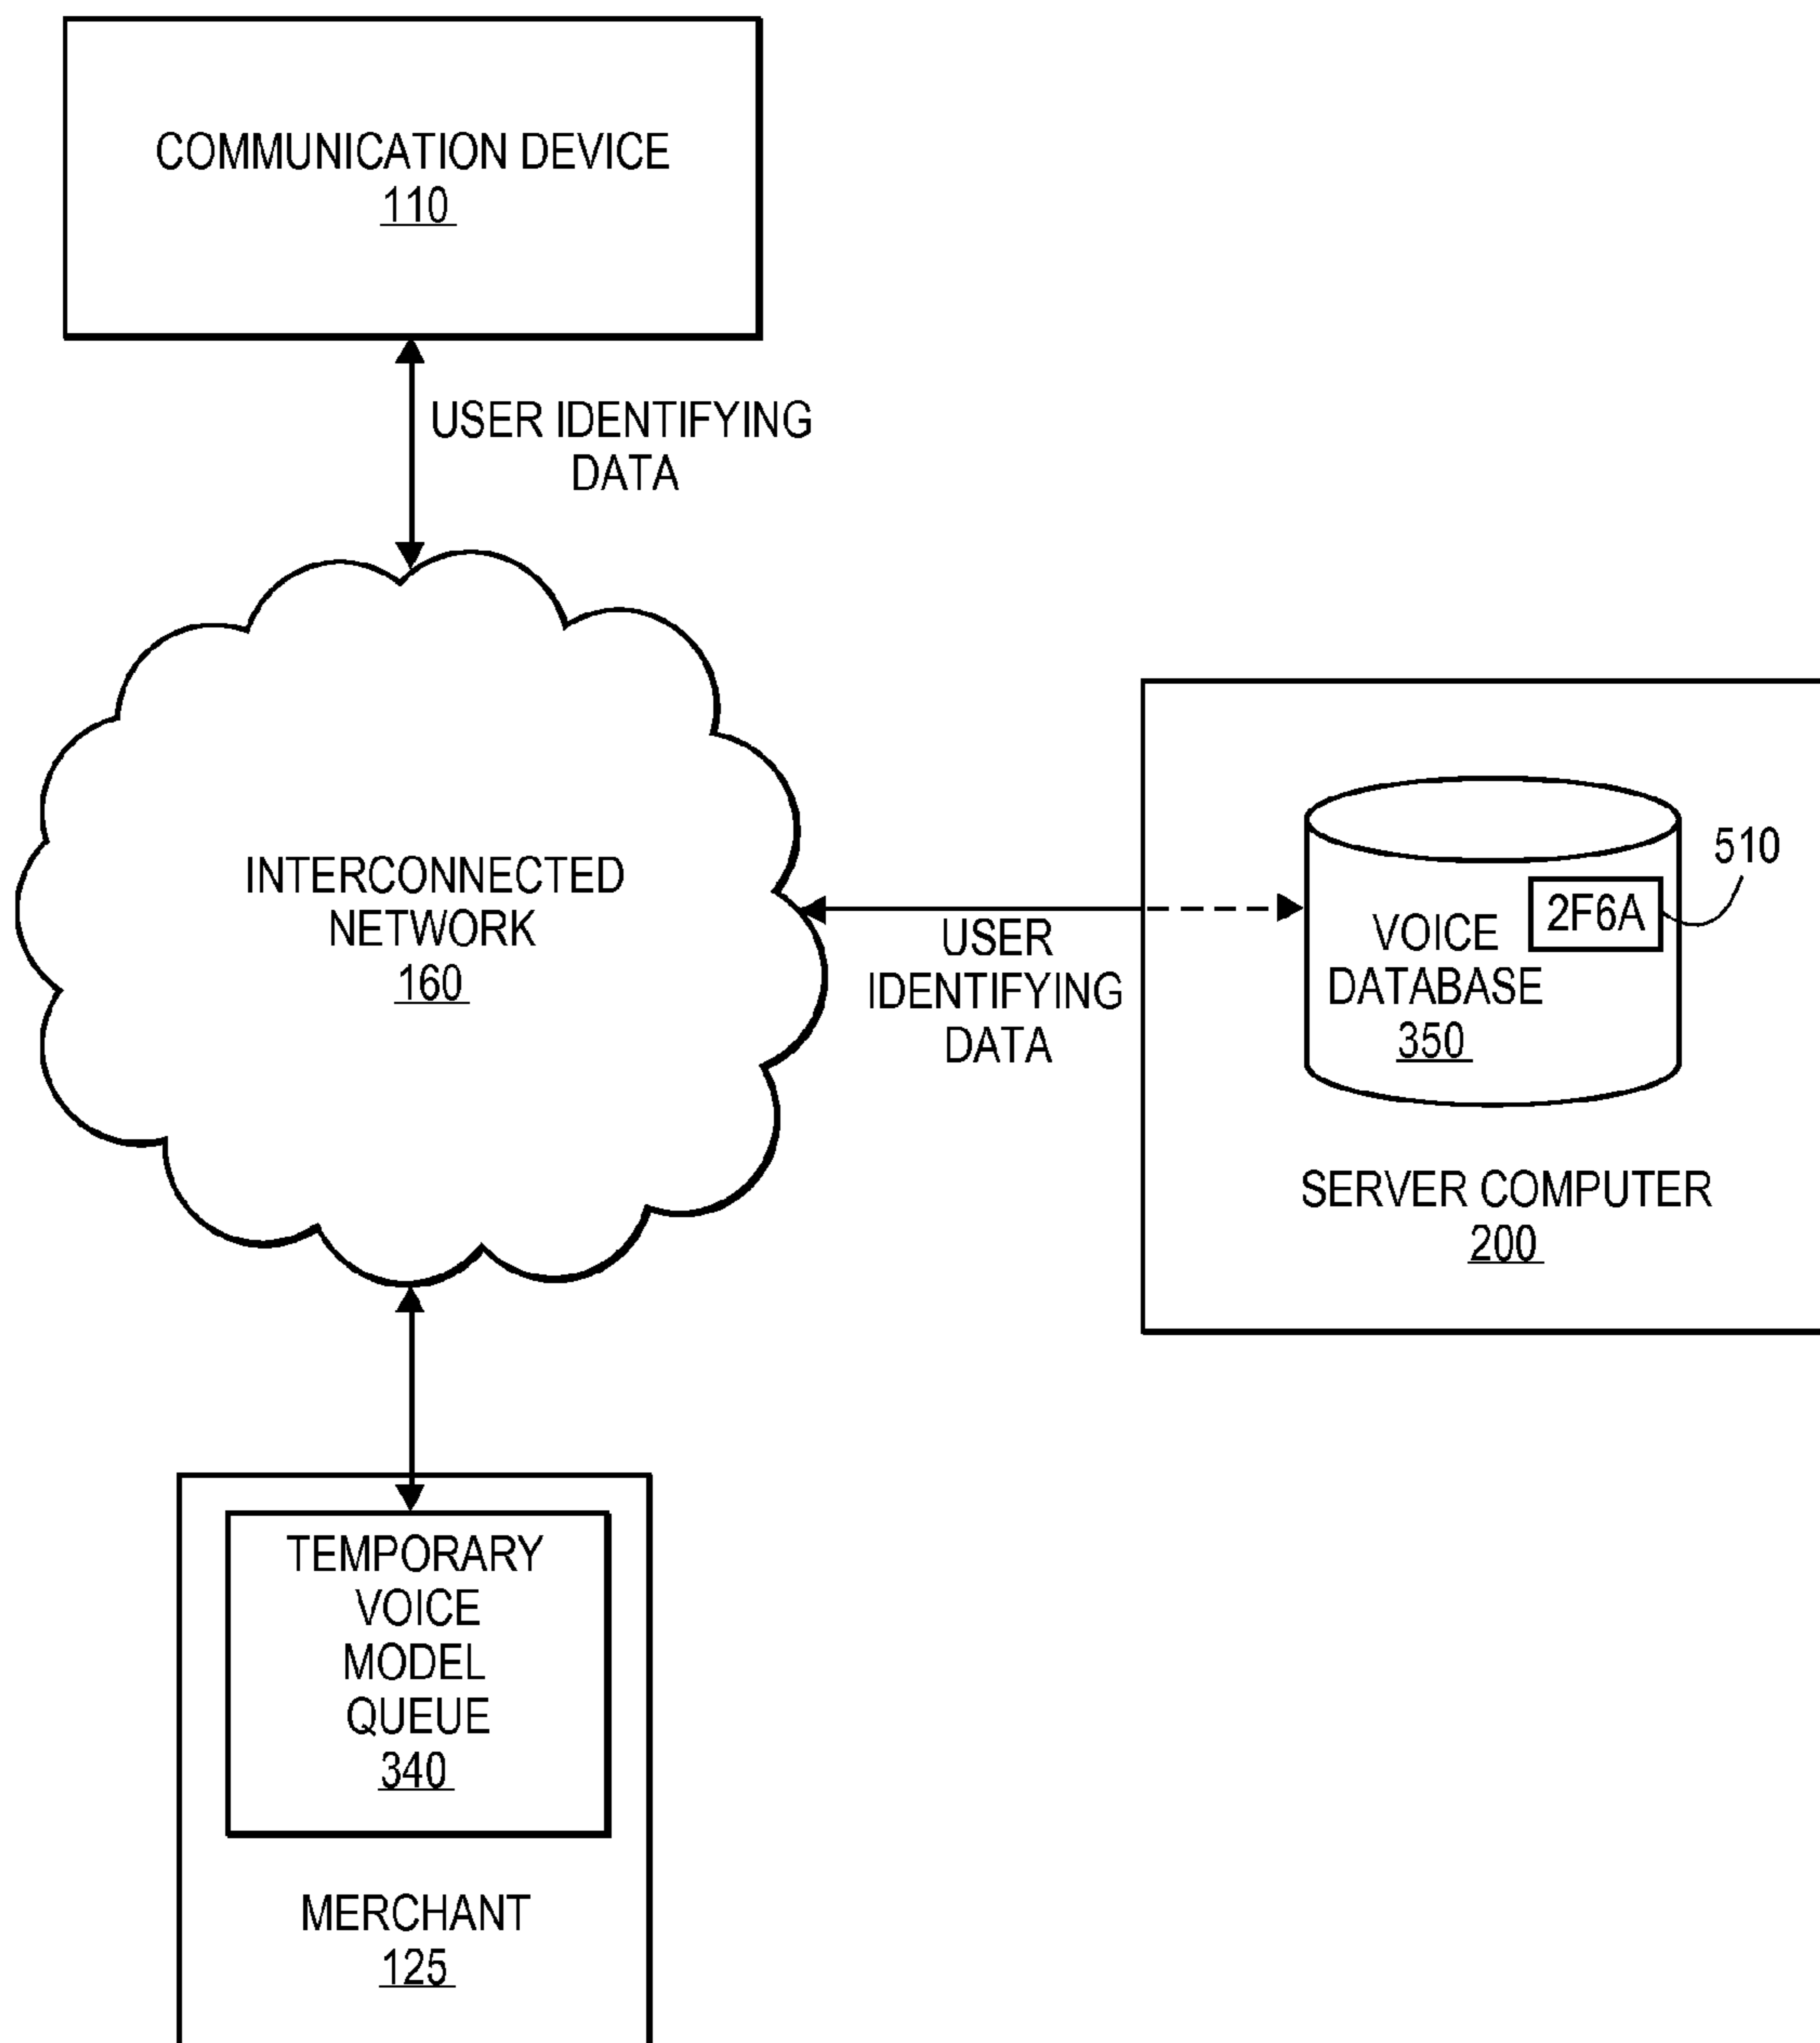 COMMUNICATION DEVICE
110
USER IDENTIFYING
DATA
INTERCONNECTED
NETWORK
160
USER
IDENTIFYING
DATA
510
2F6A
VOICE
DATABASE
350
SERVER COMPUTER
200
TEMPORARY
VOICE
MODEL
QUEUE
340
MERCHANT
125